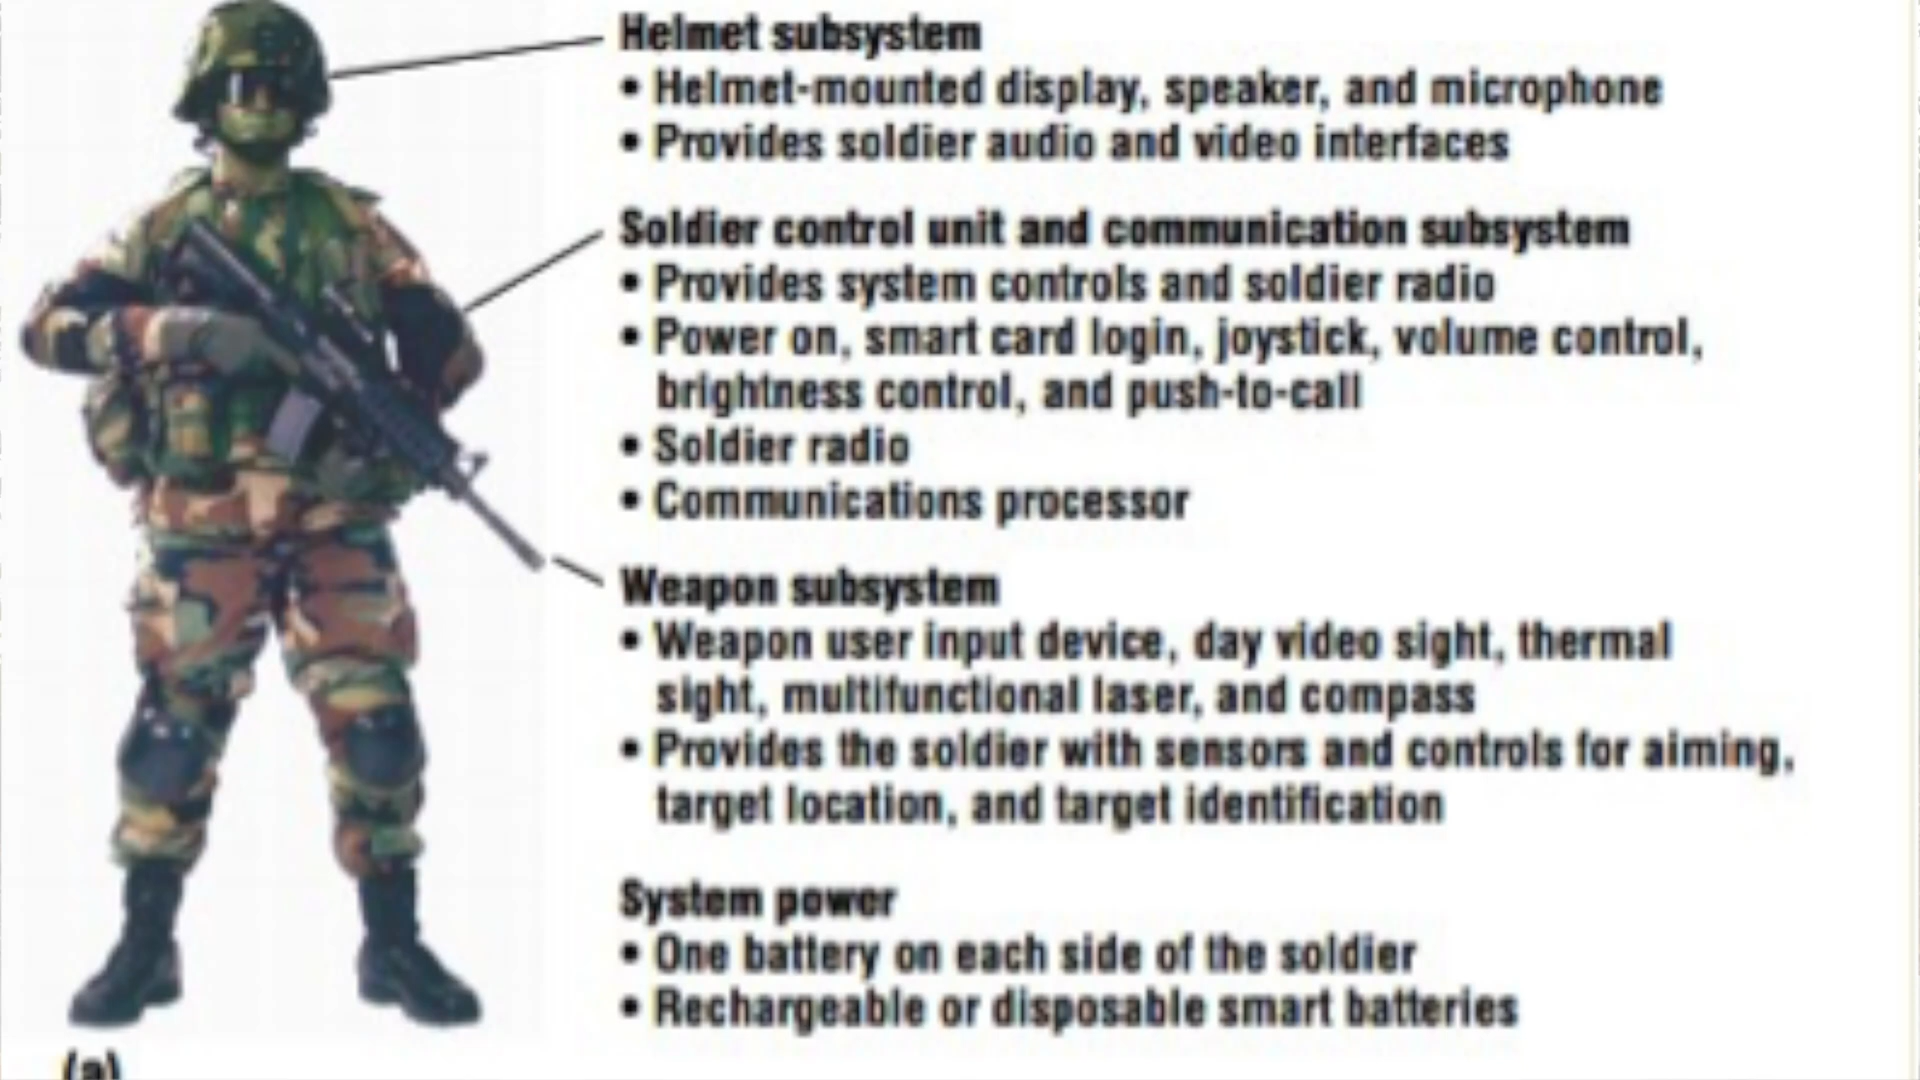 Helmet subsystem
• Helmet-mounted display, speaker, and microphone
• Provides soldier audio and video interfaces
Soldier control unit and communication subsystem
• Provides system controls and soldier radio
• Power on, smart card login, joystick, volume control,
brightness control, and push-to-call
• Soldier radio
• Communications processor
Weapon subsystem
• Weapon user input device, day video sight, thermal
sight, multifunctional laser, and compass
• Provides the soldier with sensors and controls for aiming,
target location, and target identification
System power
• One battery on each side of the soldier
• Rechargeable or disposable smart batteries
(a)